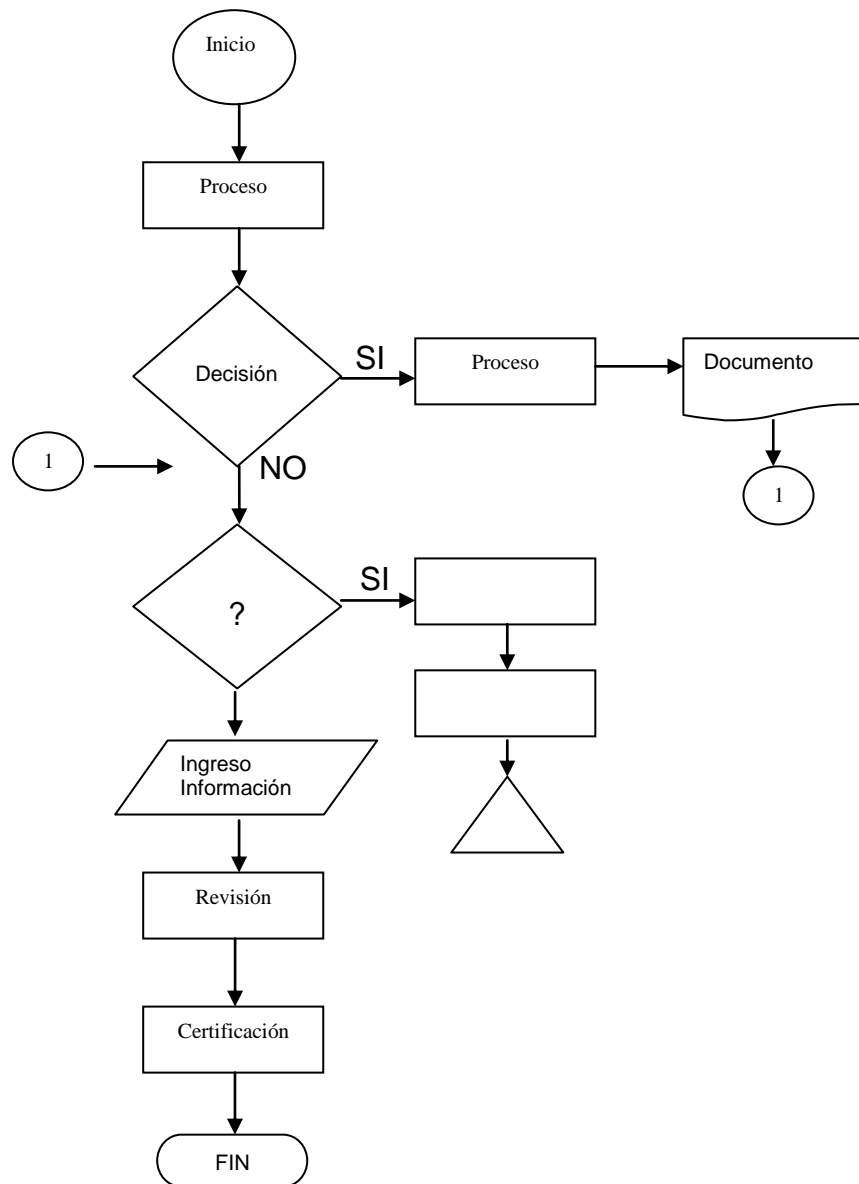 Inicio
Proceso
Decisión
SI
Proceso
Documento
1
NO
1
?
SI
Ingreso
Información
Revisión
Certificación
FIN